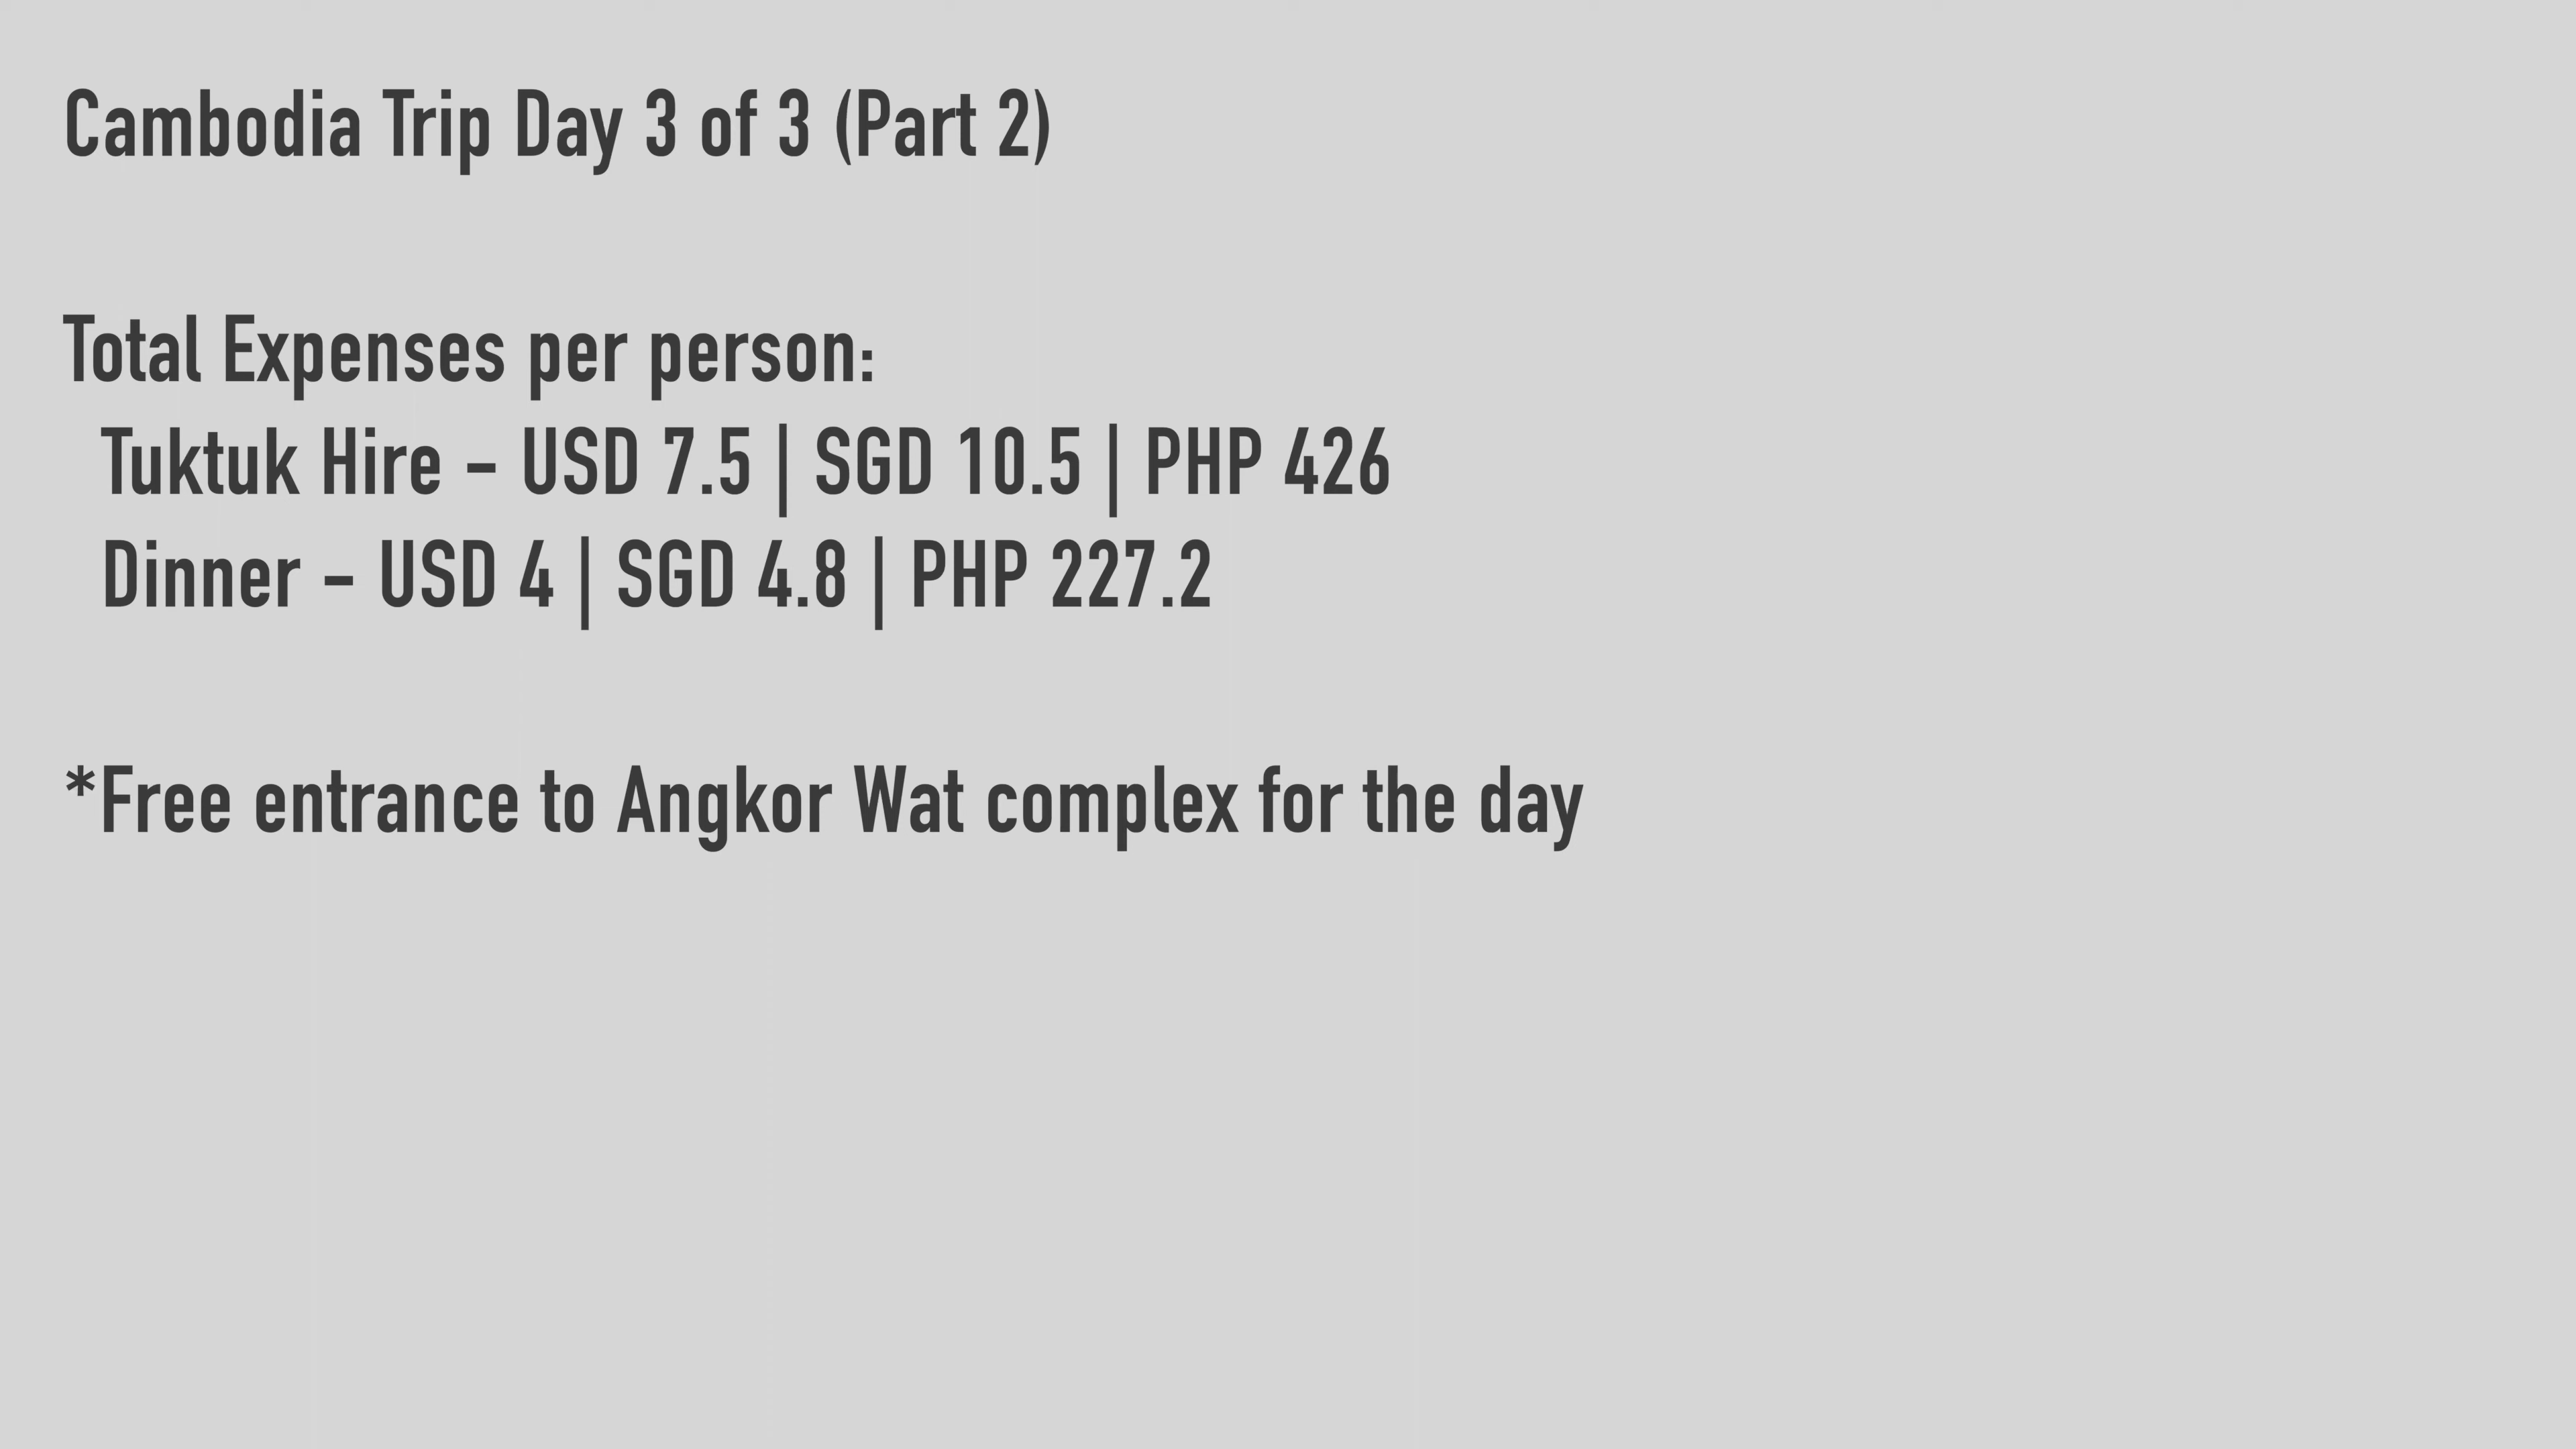 Cambodia Trip Day 3 of 3 (Part 2)
Total Expenses per person:
Tuktuk Hire - USD 7.5 | SGD 10.5 | PHP 426
Dinner - USD 4 | SGD 4.8 | PHP 227.2
*Free entrance to Angkor Wat complex for the day